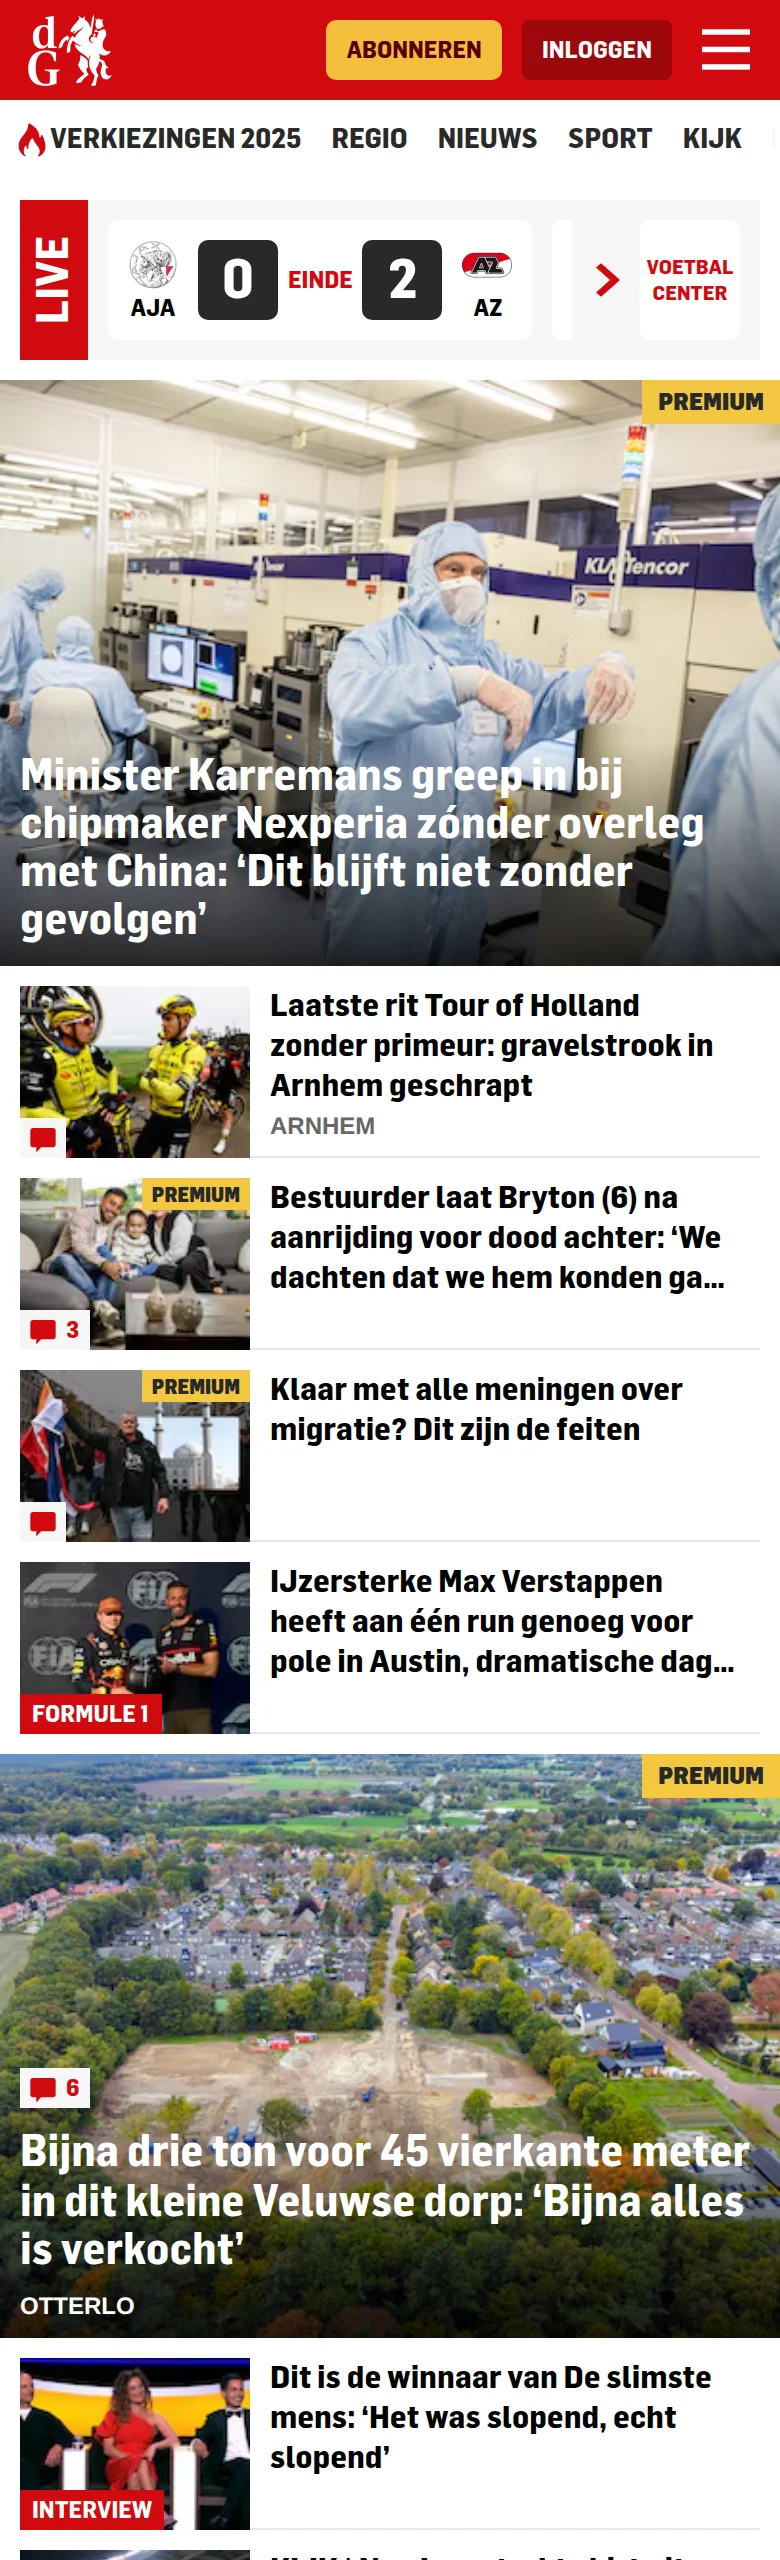 dG
ABONNEREN
INLOGGEN
VERKIEZINGEN 2025
REGIO
NIEUWS
SPORT
KIJK
LIVE
AJA
0
EINDE
2
AZ
AZ
VOETBAL
CENTER
PREMIUM
KLA Tencor
Minister Karremans greep in bij
chipmaker Nexperia zónder overleg
met China: ‘Dit blijft niet zonder
gevolgen’
Laatste rit Tour of Holland
zonder primeur: gravelstrook in
Arnhem geschrapt
ARNHEM
PREMIUM
3
Bestuurder laat Bryton (6) na
aanrijding voor dood achter: ‘We
dachten dat we hem konden ga...
PREMIUM
Klaar met alle meningen over
migratie? Dit zijn de feiten
FIA
FIA
FORMULE 1
IJzersterke Max Verstappen
heeft aan één run genoeg voor
pole in Austin, dramatische dag...
PREMIUM
6
Bijna drie ton voor 45 vierkante meter
in dit kleine Veluwse dorp: ‘Bijna alles
is verkocht’
OTTERLO
INTERVIEW
Dit is de winnaar van De slimste
mens: ‘Het was slopend, echt
slopend’